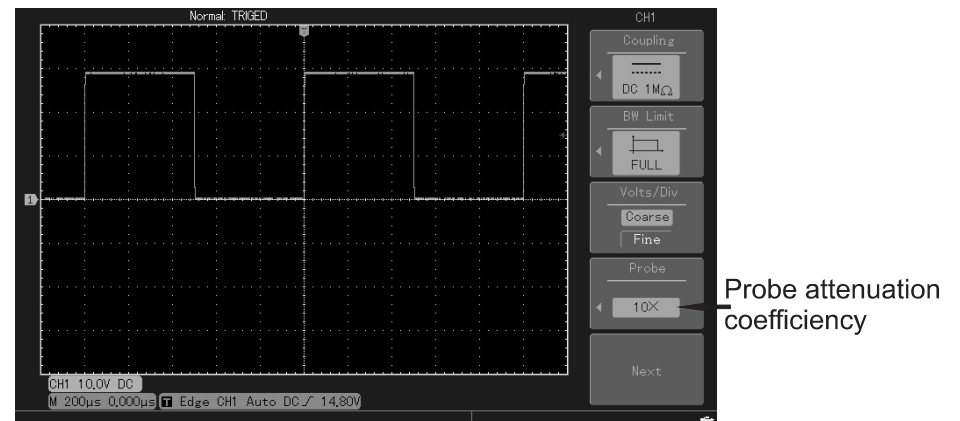 Normal: TRIGED
CH1
Coupling
DC 1MΩ
BW Limit
FULL
Volts/Div
Coarse
Fine
Probe
10X
Probe attenuation
coefficiency
Next
T
1
CH1 10.0V DC
M 200μs 0.000μs T Edge CH1 Auto DC 14.80V